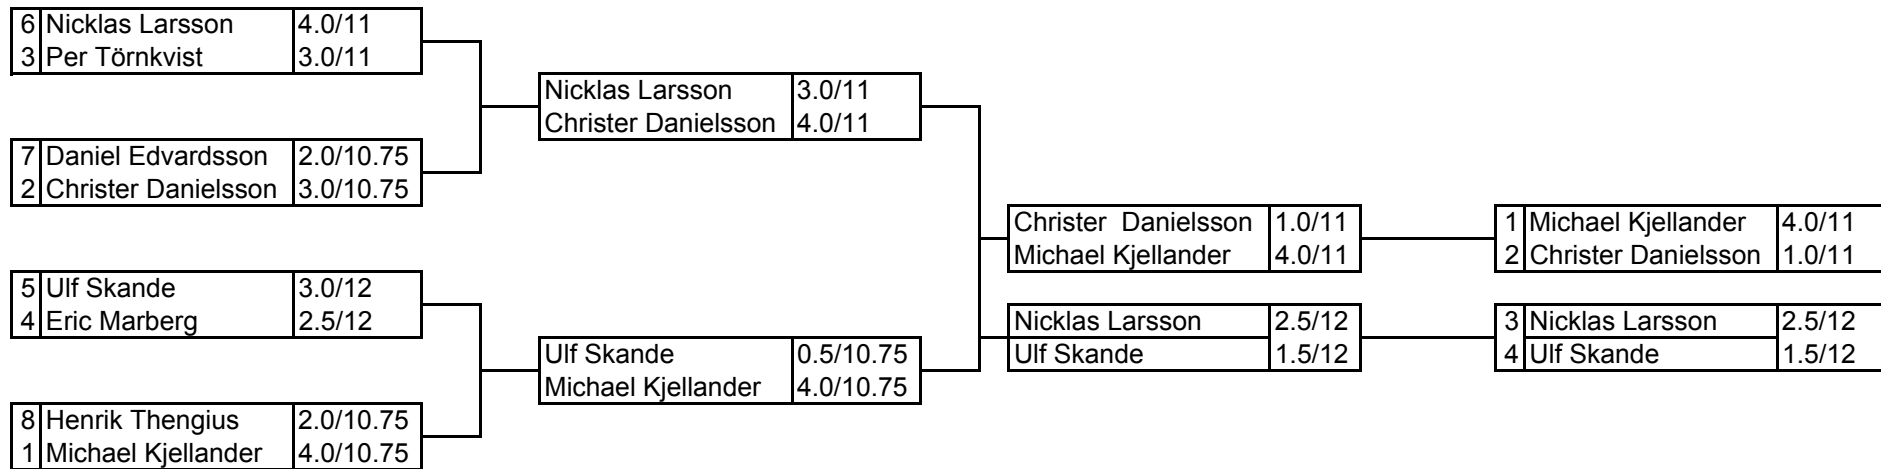 6 Nicklas Larsson 4.0/11
3 Per Törnkvist 3.0/11
7 Daniel Edvardsson 2.0/10.75
2 Christer Danielsson 3.0/10.75
5 Ulf Skande 3.0/12
4 Eric Marberg 2.5/12
8 Henrik Thengius 2.0/10.75
1 Michael Kjellander 4.0/10.75
Nicklas Larsson 3.0/11
Christer Danielsson 4.0/11
Ulf Skande 0.5/10.75
Michael Kjellander 4.0/10.75
Christer Danielsson 1.0/11
Michael Kjellander 4.0/11
Nicklas Larsson 2.5/12
Ulf Skande 1.5/12
1 Michael Kjellander 4.0/11
2 Christer Danielsson 1.0/11
3 Nicklas Larsson 2.5/12
4 Ulf Skande 1.5/12